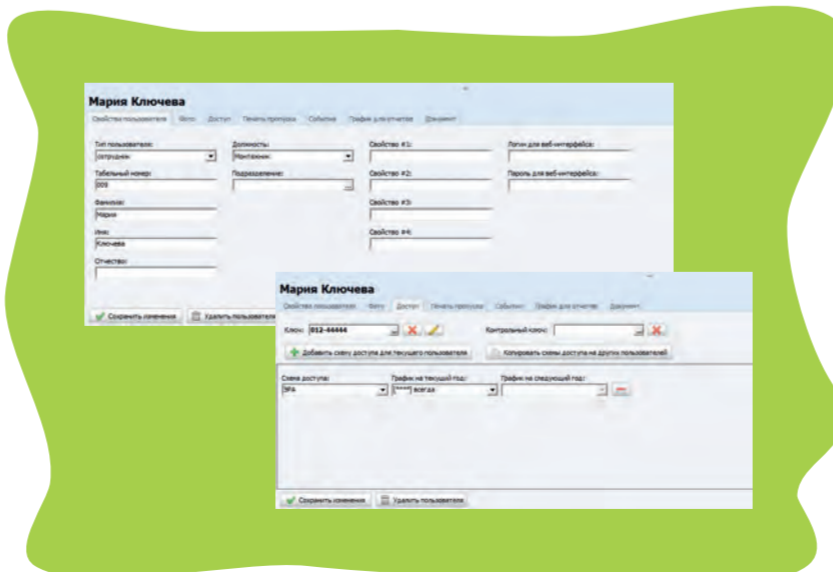 Мария Ключева
Свойства пользователя Фото Доступ Печать пропуска События График для отчетов Документ
Тип пользователя: Должность: Свойство #1: Логин для веб-интерфейса:
сотрудник Монтажник
Табельный номер: Подразделение: Свойство #2: Пароль для веб-интерфейса:
009 ...
Фамилия: Свойство #3:
Мария
Имя: Свойство #4:
Ключева
Отчество:
Сохранить изменения Удалить пользователя
Мария Ключева
Свойства пользователя Фото Доступ Печать пропуска События График для отчетов Документ
Ключ: 012-44444 ... Контрольный ключ: ...
Добавить схему доступа для текущего пользователя Копировать схемы доступа на других пользователей
Схема доступа: График на текущий год: График на следующий год:
ЭРА [****] всегда
Сохранить изменения Удалить пользователя